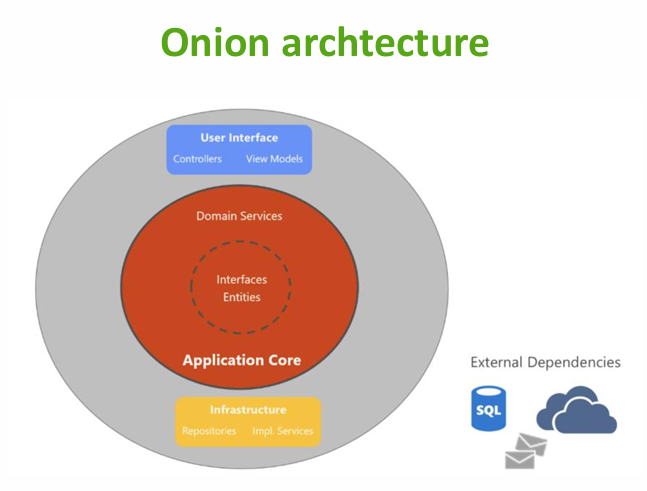 Onion archtecture
User Interface
Controllers View Models
Domain Services
Interfaces
Entities
Application Core
Infrastructure
Repositories Impl. Services
External Dependencies
SQL